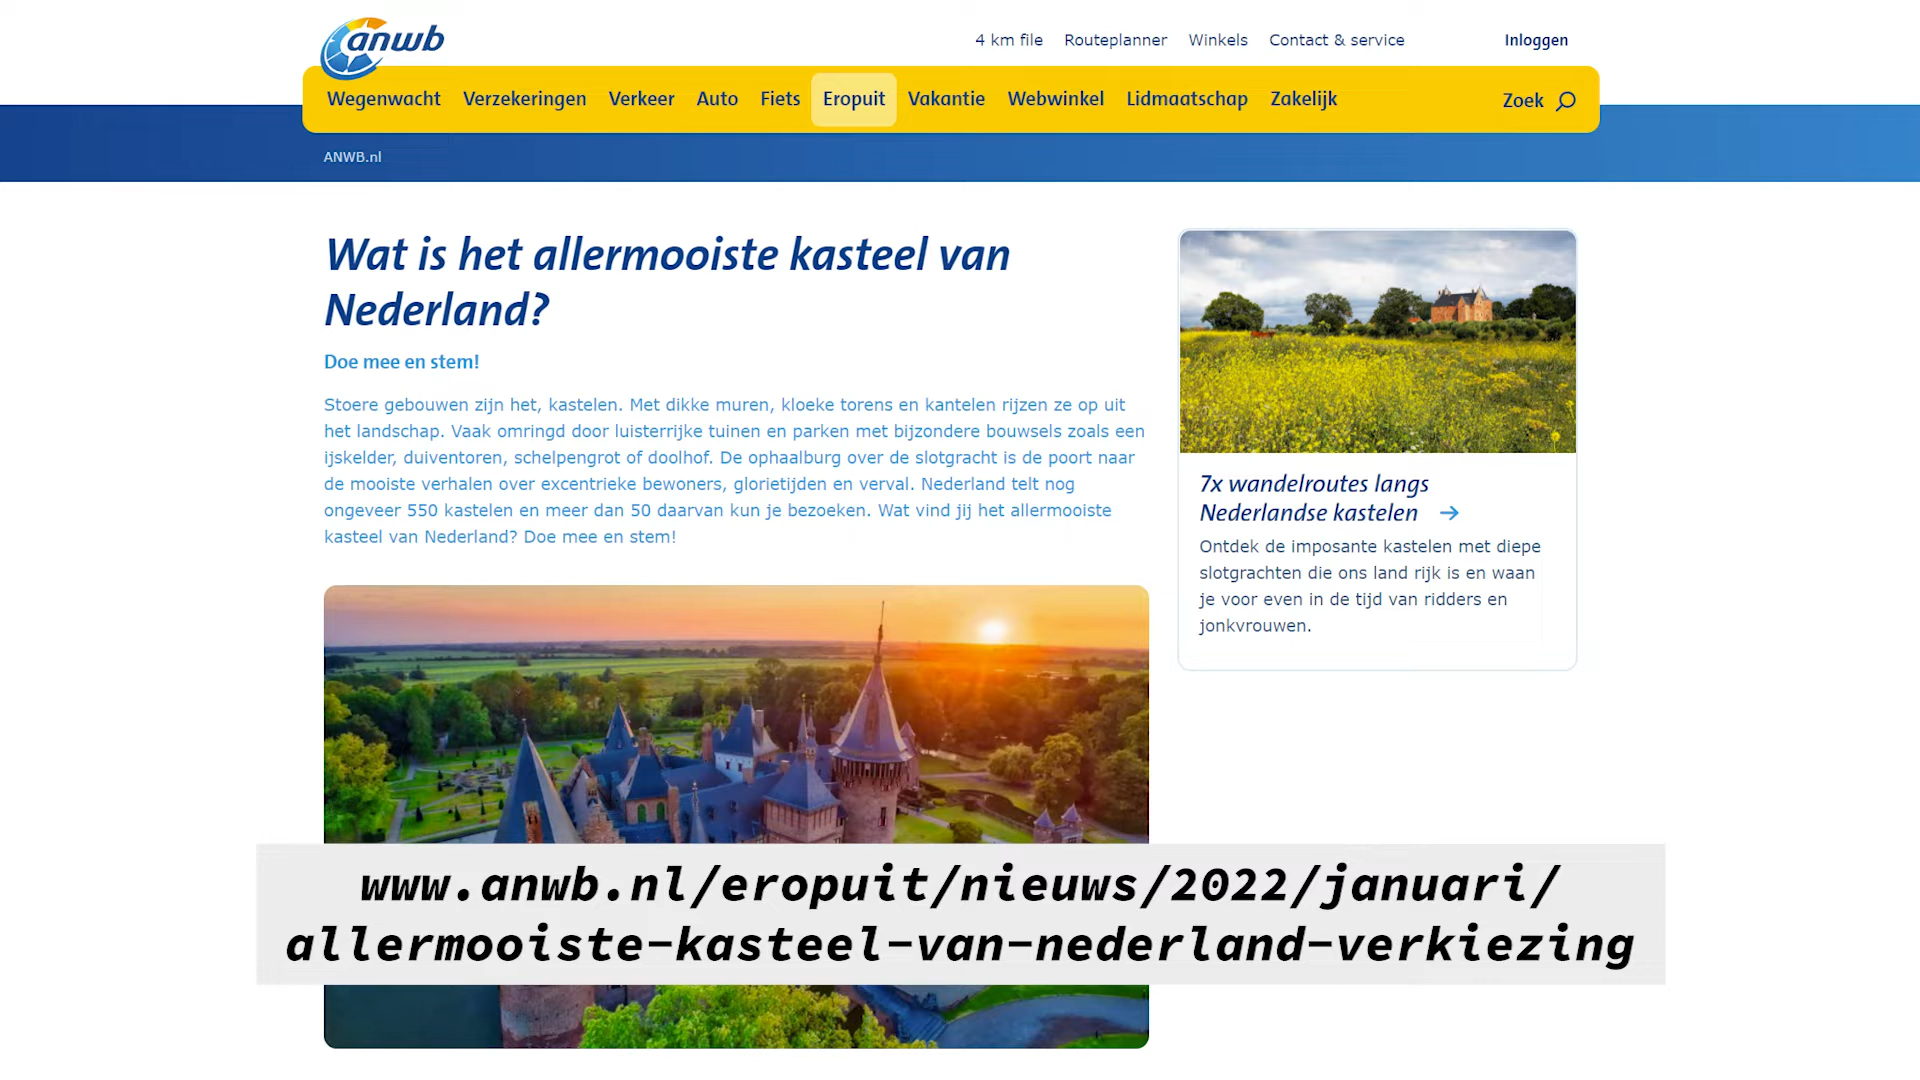 anwb
4 km file Routeplanner Winkels Contact & service Inloggen
Wegenwacht Verzekeringen Verkeer Auto Fiets Eropuit Vakantie Webwinkel Lidmaatschap Zakelijk Zoek
ANWB.nl
Wat is het allermooiste kasteel van
Nederland?
Doe mee en stem!
Stoere gebouwen zijn het, kastelen. Met dikke muren, kloeke torens en kantelen rijzen ze op uit
het landschap. Vaak omringd door luisterrijke tuinen en parken met bijzondere bouwsels zoals een
ijskelder, duiventoren, schelpengrot of doolhof. De ophaalburg over de slotgracht is de poort naar
de mooiste verhalen over excentrieke bewoners, glorietijden en verval. Nederland telt nog
ongeveer 550 kastelen en meer dan 50 daarvan kun je bezoeken. Wat vind jij het allermooiste
kasteel van Nederland? Doe mee en stem!
7x wandelroutes langs
Nederlandse kastelen
Ontdek de imposante kastelen met diepe
slotgrachten die ons land rijk is en waan
je voor even in de tijd van ridders en
jonkvrouwen.
www.anwb.nl/eropuit/nieuws/2022/januari/
allermooiste-kasteel-van-nederland-verkiezing